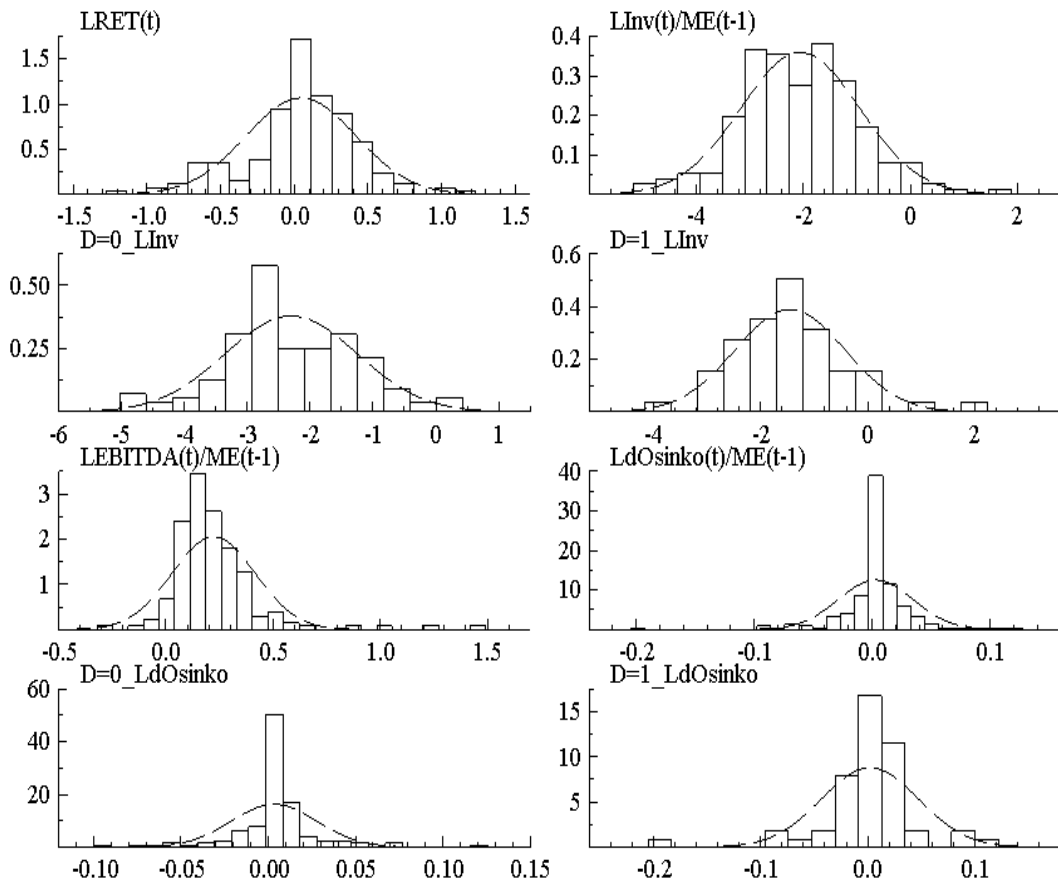 LRET(t)
1.5
1.0
0.5
-1.5 -1.0 -0.5 0.0 0.5 1.0 1.5
LInv(t)/ME(t-1)
0.4
0.3
0.2
0.1
-4 -2 0 2
D=0_LInv
0.50
0.25
-6 -5 -4 -3 -2 -1 0 1
D=1_LInv
0.6
0.4
0.2
-4 -2 0 2
LEBITDA(t)/ME(t-1)
3
2
1
-0.5 0.0 0.5 1.0 1.5
LdOsinko(t)/ME(t-1)
40
30
20
10
-0.2 -0.1 0.0 0.1
D=0_LdOsinko
60
40
20
-0.10 -0.05 0.00 0.05 0.10 0.15
D=1_LdOsinko
15
10
5
-0.2 -0.1 0.0 0.1